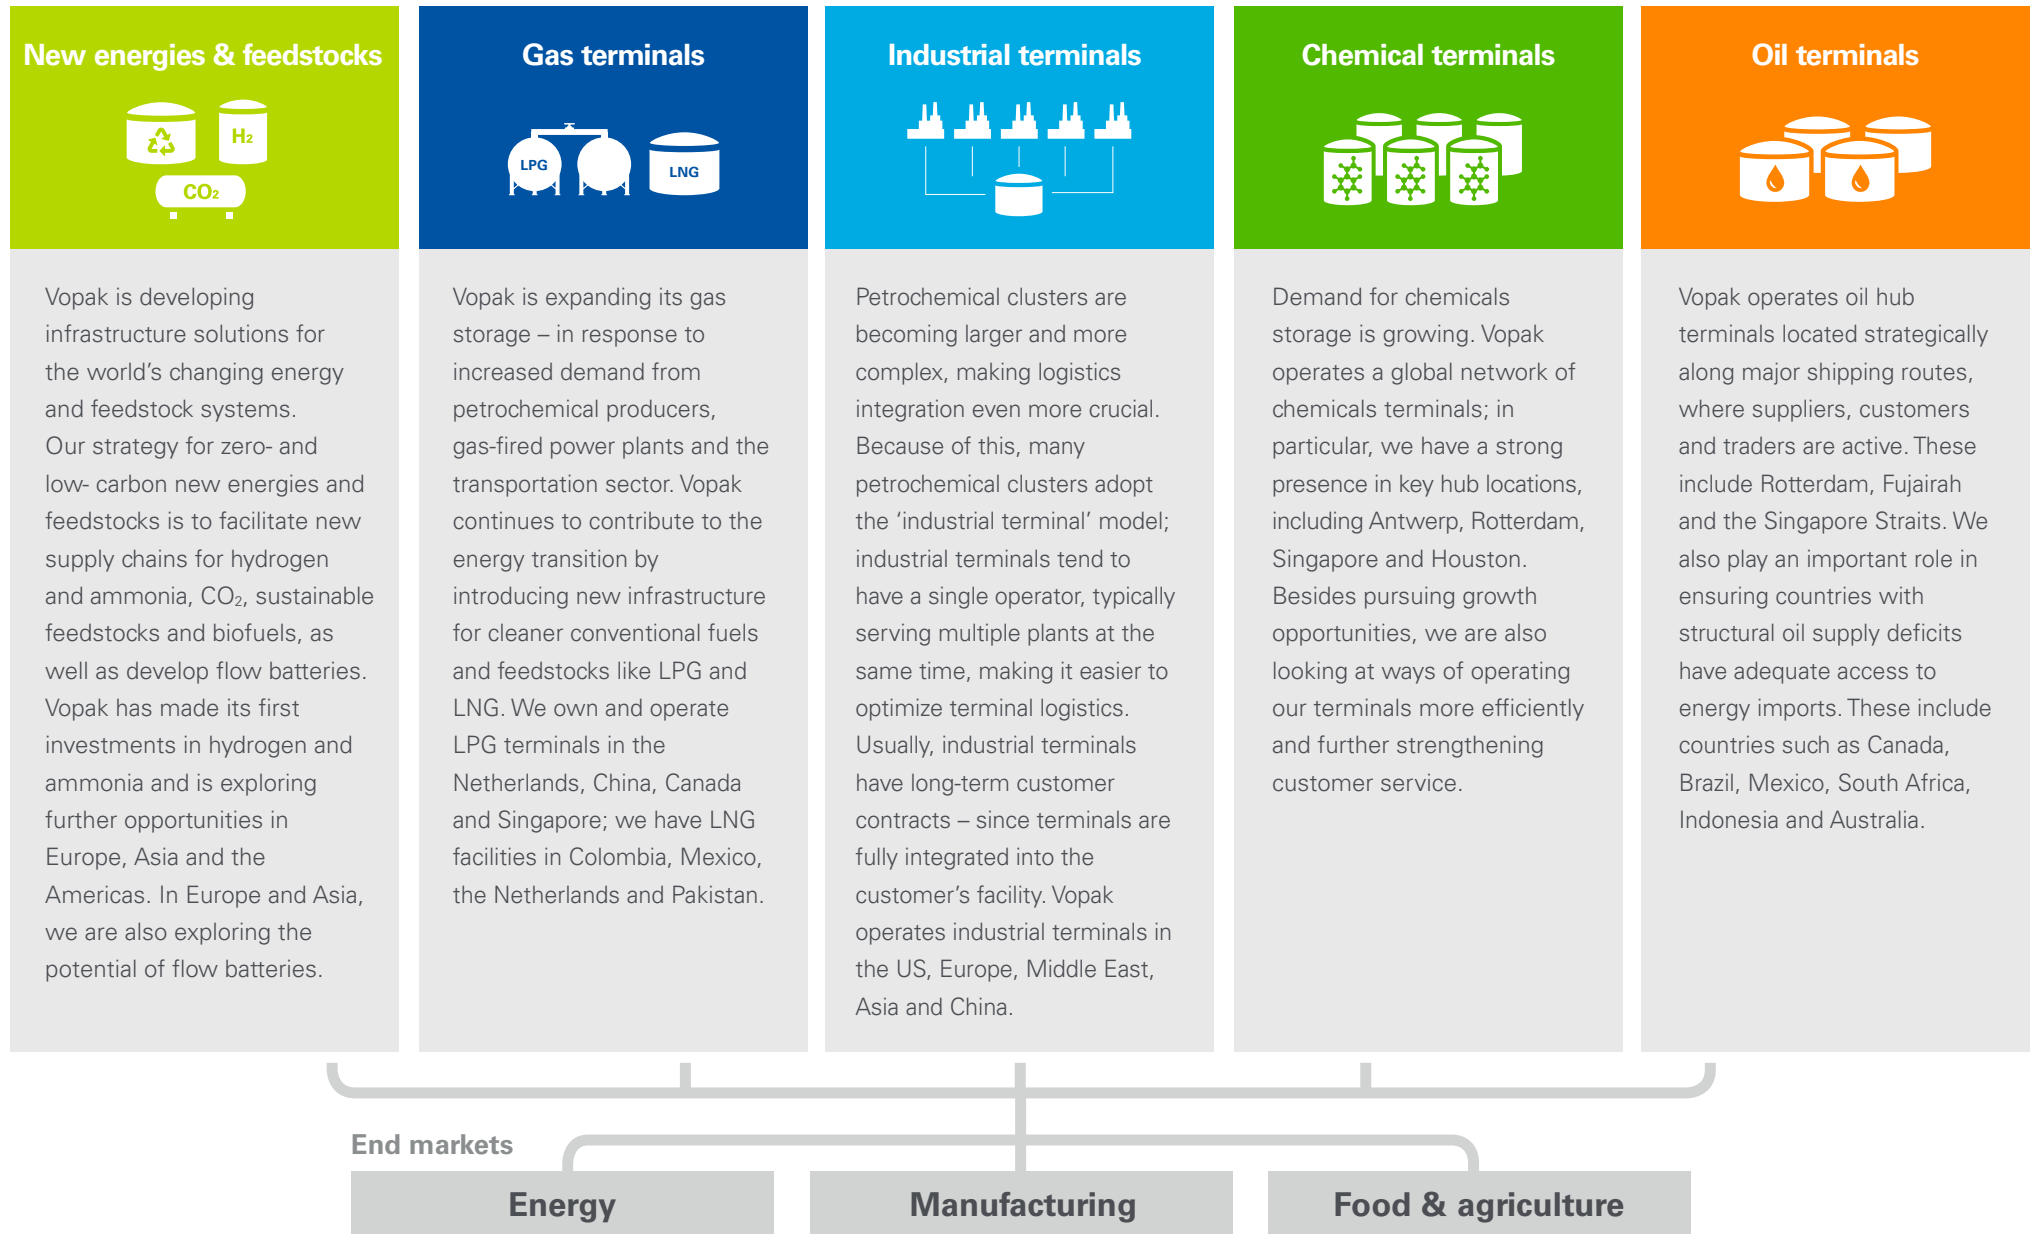 New energies & feedstocks
H2
CO2
Vopak is developing
infrastructure solutions for
the world's changing energy
and feedstock systems.
Our strategy for zero- and
low- carbon new energies and
feedstocks is to facilitate new
supply chains for hydrogen
and ammonia, CO2, sustainable
feedstocks and biofuels, as
well as develop flow batteries.
Vopak has made its first
investments in hydrogen and
ammonia and is exploring
further opportunities in
Europe, Asia and the
Americas. In Europe and Asia,
we are also exploring the
potential of flow batteries.
Gas terminals
LPG
LNG
Vopak is expanding its gas
storage – in response to
increased demand from
petrochemical producers,
gas-fired power plants and the
transportation sector. Vopak
continues to contribute to the
energy transition by
introducing new infrastructure
for cleaner conventional fuels
and feedstocks like LPG and
LNG. We own and operate
LPG terminals in the
Netherlands, China, Canada
and Singapore; we have LNG
facilities in Colombia, Mexico,
the Netherlands and Pakistan.
Industrial terminals
Petrochemical clusters are
becoming larger and more
complex, making logistics
integration even more crucial.
Because of this, many
petrochemical clusters adopt
the 'industrial terminal' model;
industrial terminals tend to
have a single operator, typically
serving multiple plants at the
same time, making it easier to
optimize terminal logistics.
Usually, industrial terminals
have long-term customer
contracts – since terminals are
fully integrated into the
customer's facility. Vopak
operates industrial terminals in
the US, Europe, Middle East,
Asia and China.
Chemical terminals
Demand for chemicals
storage is growing. Vopak
operates a global network of
chemicals terminals; in
particular, we have a strong
presence in key hub locations,
including Antwerp, Rotterdam,
Singapore and Houston.
Besides pursuing growth
opportunities, we are also
looking at ways of operating
our terminals more efficiently
and further strengthening
customer service.
Oil terminals
Vopak operates oil hub
terminals located strategically
along major shipping routes,
where suppliers, customers
and traders are active. These
include Rotterdam, Fujairah
and the Singapore Straits. We
also play an important role in
ensuring countries with
structural oil supply deficits
have adequate access to
energy imports. These include
countries such as Canada,
Brazil, Mexico, South Africa,
Indonesia and Australia.
End markets
Energy
Manufacturing
Food & agriculture